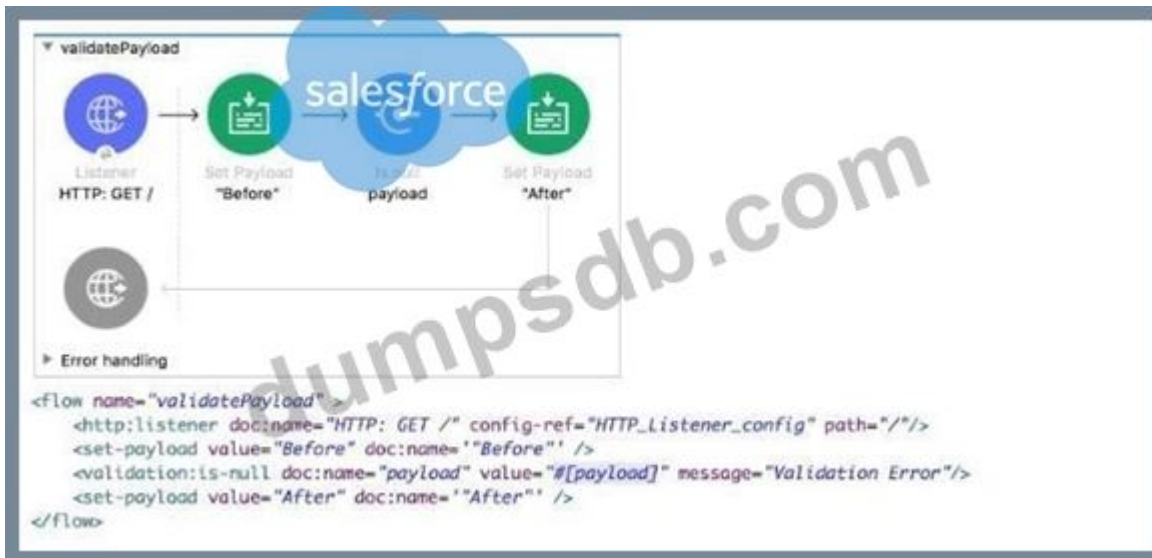 validatePayload
salesforce
Listener
Set Payload
Set Payload
HTTP: GET /
"Before"
payload
"After"
Error handling
dumpsdb.com
<flow name="validatePayload" >
<http:listener doc:name="HTTP: GET /" config-ref="HTTP_Listener_config" path="/"/>
<set-payload value="Before" doc:name='"Before"' />
<validation:is-null doc:name="payload" value="#[payload]" message="Validation Error"/>
<set-payload value="After" doc:name='"After"' />
</flow>